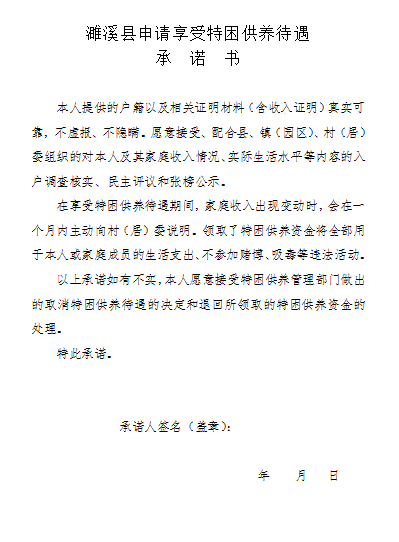 濉溪县申请享受特困供养待遇
承 诺 书
本人提供的户籍以及相关证明材料（含收入证明）真实可
靠，不虚报、不隐瞒。愿意接受、配合县、镇（园区）、村（居）
委组织的对本人及其家庭收入情况、实际生活水平等内容的入
户调查核实、民主评议和张榜公示。
在享受特困供养待遇期间，家庭收入出现变动时，会在一
个月内主动向村（居）委说明。领取了特困供养资金将全部用
于本人或家庭成员的生活支出、不参加赌博、吸毒等违法活动。
以上承诺如有不实，本人愿意接受特困供养管理部门做出
的取消特困供养待遇的决定和退回所领取的特困供养资金的
处理。
特此承诺。
承诺人签名（盖章）：
年 月 日